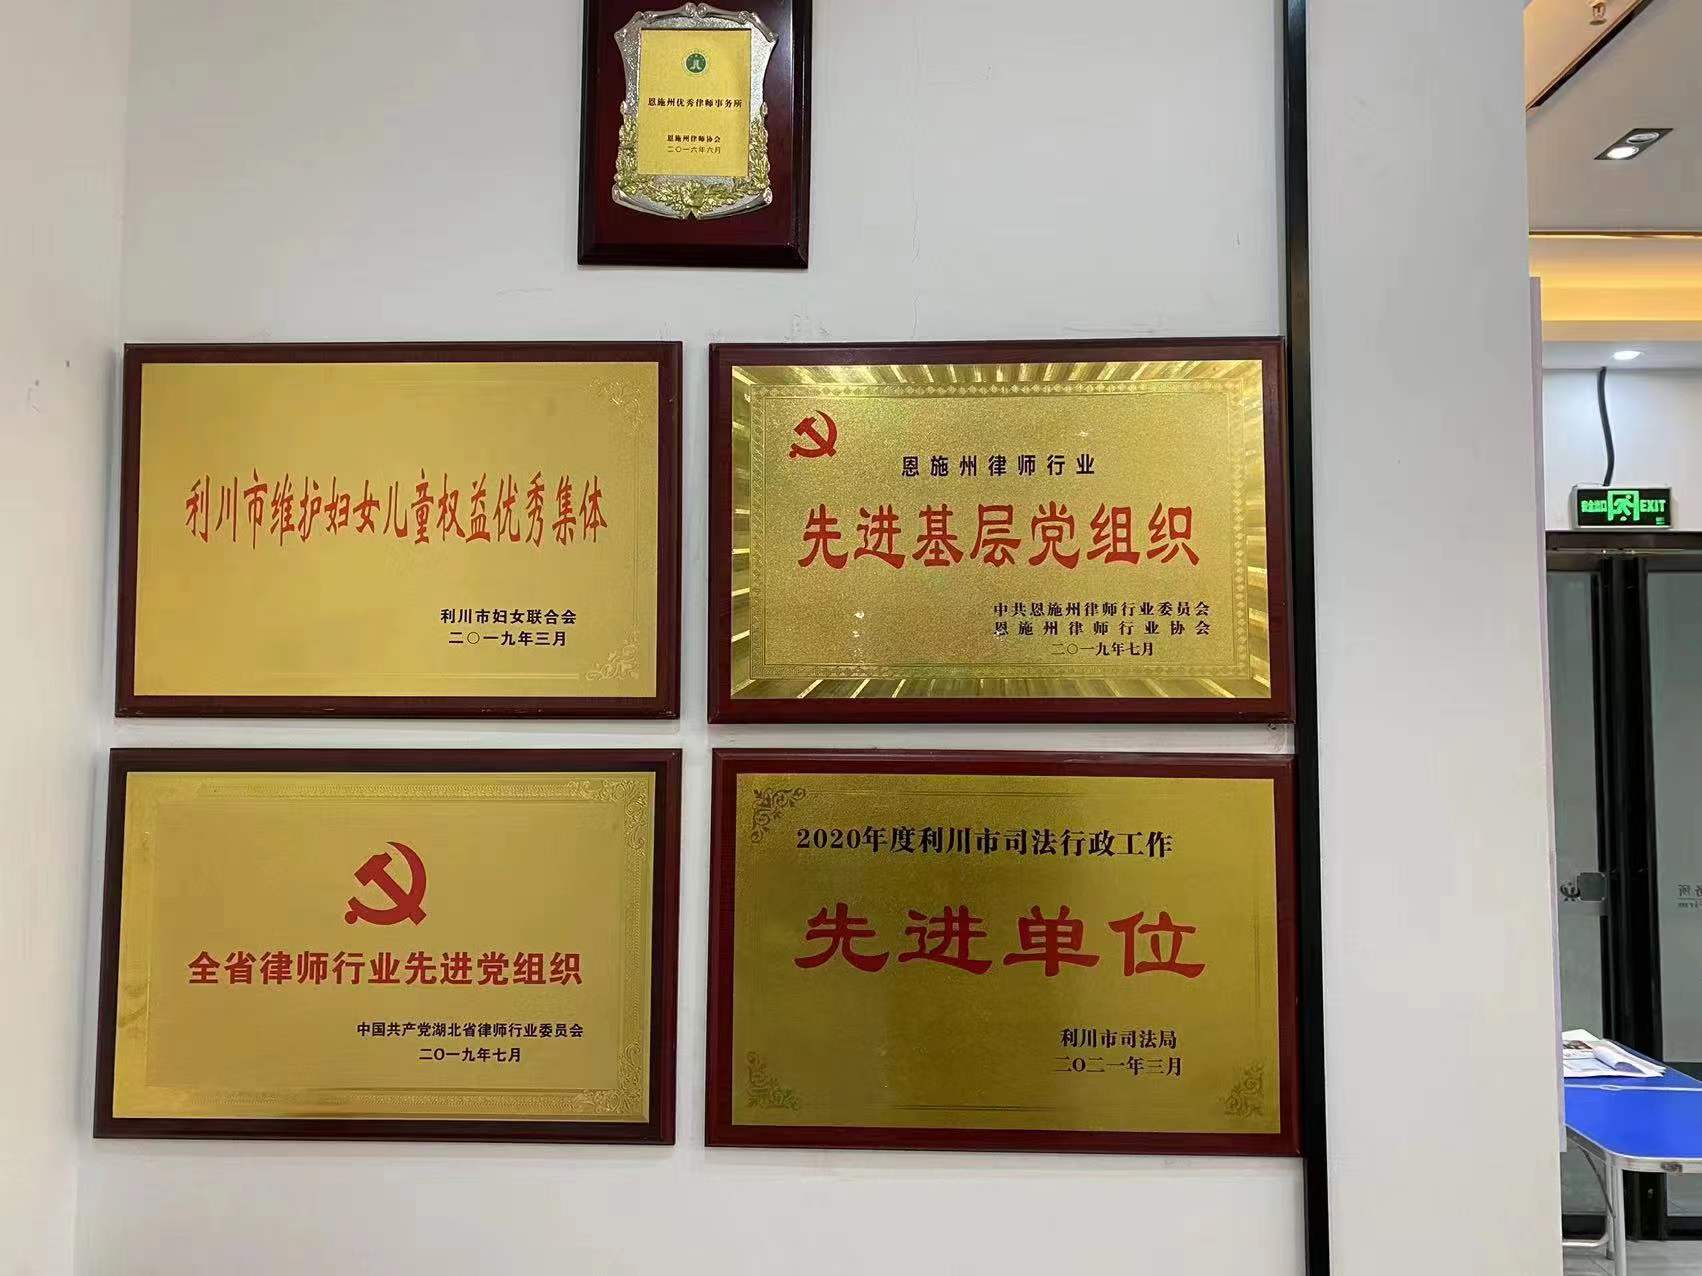 恩施州优秀律师事务所
恩施州律师协会
二〇一六年六月
利川市维护妇女儿童权益优秀集体
利川市妇女联合会
二〇一九年三月
恩施州律师行业
先进基层党组织
中共恩施州律师行业委员会
恩施州律师行业协会
二〇一九年七月
全省律师行业先进党组织
中国共产党湖北省律师行业委员会
二〇一九年七月
2020年度利川市司法行政工作
先进单位
利川市司法局
二〇二一年三月
安全出口 EXIT